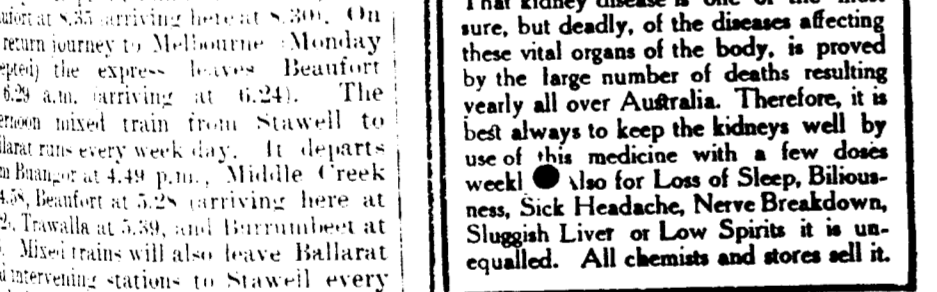 aufort at 8.35 (arriving here at 8.30). On
return journey to Melbourne (Monday
epted) the express leaves Beaufort
6.29 a.m. (arriving at 6.24). The
ernoon mixed train from Stawell to
llarat runs every week day. It departs
m Buangor at 4.49 p.m., Middle Creek
4.58, Beaufort at 5.28 (arriving here at
Trawalla at 5.39, and Burrumbeet at
Mixed trains will also leave Ballarat
intervening stations to Stawell every
That kidney disease is one of the most
sure, but deadly, of the diseases affecting
these vital organs of the body, is proved
by the large number of deaths resulting
yearly all over Australia. Therefore, it is
best always to keep the kidneys well by
use of this medicine with a few doses
weekl Also for Loss of Sleep, Bilious-
ness, Sick Headache, Nerve Breakdown,
Sluggish Liver or Low Spirits it is un-
equalled. All chemists and stores sell it.